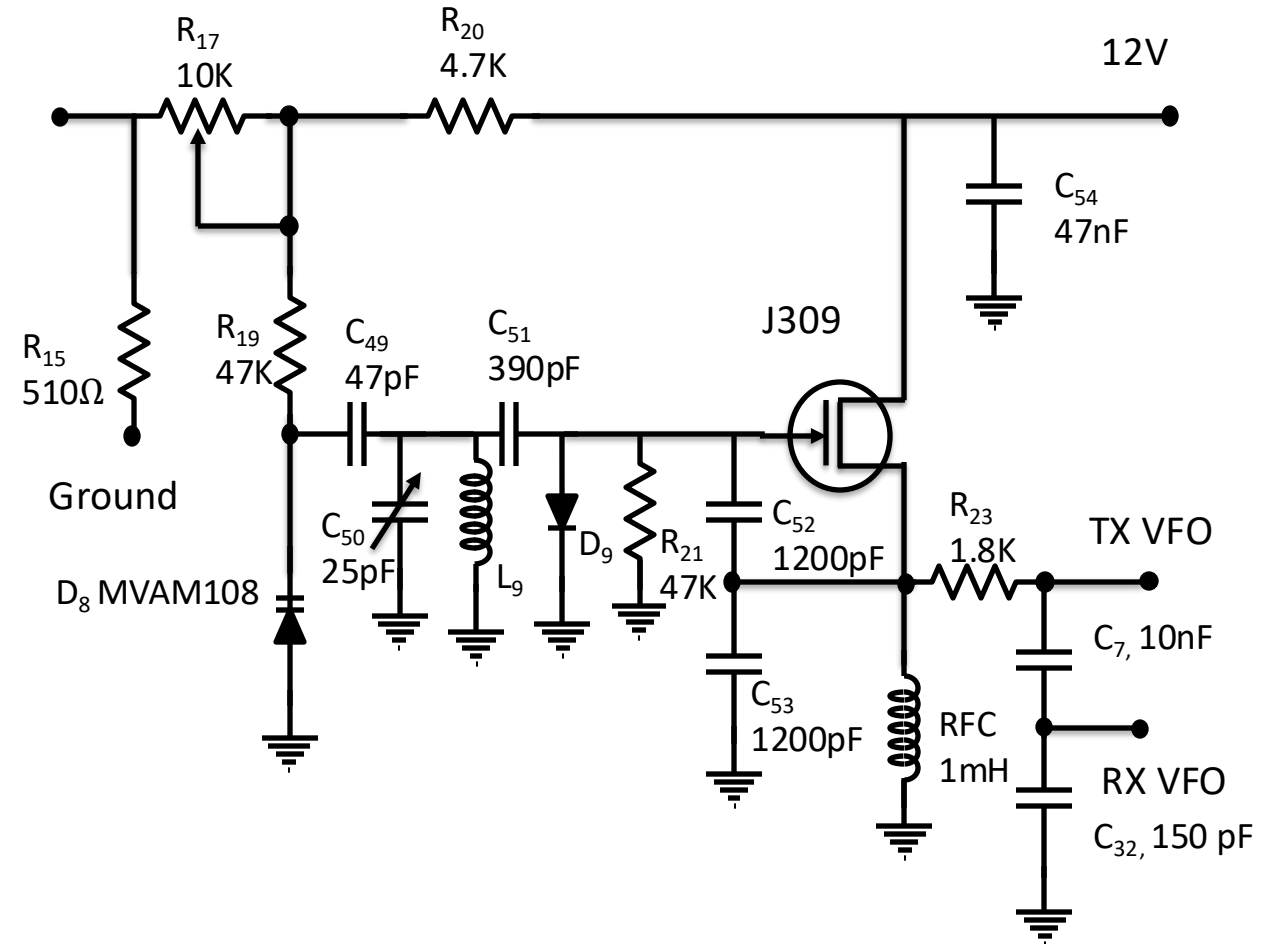 R₁₇
10K
R₂₀
4.7K
12V
C₅₄
47nF
J309
R₁₅
510Ω
R₁₉
47K
C₄₉
47pF
C₅₁
390pF
Ground
C₅₀
25pF
L₉
D₉
R₂₁
47K
C₅₂
1200pF
R₂₃
1.8K
TX VFO
D₈ MVAM108
C₇, 10nF
C₅₃
1200pF
RFC
1mH
RX VFO
C₃₂, 150 pF